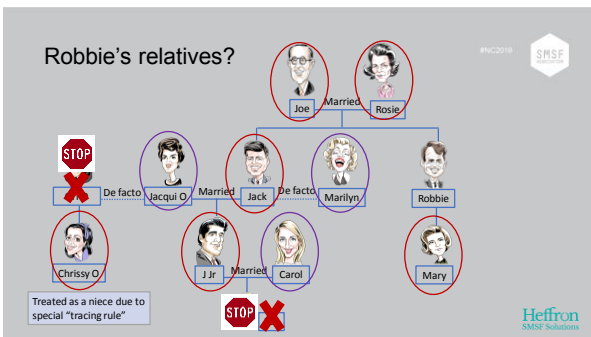 Robbie's relatives?
#NC2019
SMSF
ASSOCIATION
Joe
Married
Rosie
STOP
De facto
Jacqui O
Married
Jack
De facto
Marilyn
Robbie
Chrissy O
J Jr
Married
Carol
Mary
STOP
Treated as a niece due to
special “tracing rule”
Heffron
SMSF Solutions